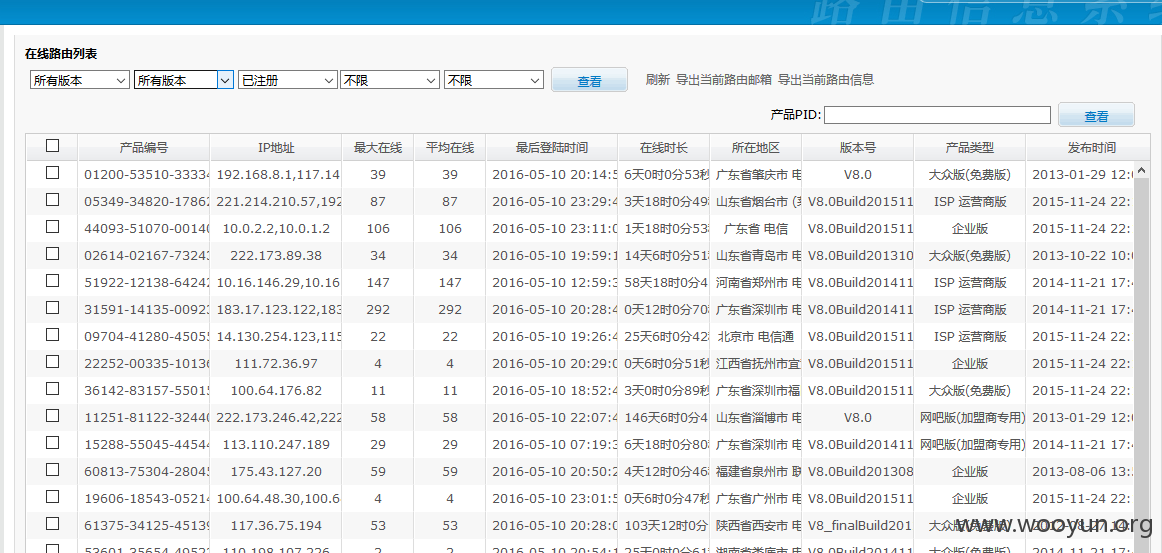 路由信息系统
在线路由列表
所有版本 所有版本 已注册 不限 不限 查看 刷新 导出当前路由邮箱 导出当前路由信息
产品PID: 查看
产品编号 IP地址 最大在线 平均在线 最后登陆时间 在线时长 所在地区 版本号 产品类型 发布时间
01200-53510-3333 192.168.8.1,117.14 39 39 2016-05-10 20:14:5 6天0时0分53秒 广东省肇庆市 电 V8.0 大众版(免费版) 2013-01-29 12:
05349-34820-1786 221.214.210.57,192 87 87 2016-05-10 23:29:4 3天18时0分49 山东省烟台市 V8.0Build201511 ISP 运营商版 2015-11-24 22:
44093-51070-0014 10.0.2.2,10.0.1.2 106 106 2016-05-10 23:11:0 1天18时0分53 广东省 电信 V8.0Build201511 企业版 2015-11-24 22:
02614-02167-7324 222.173.89.38 34 34 2016-05-10 19:59:1 14天6时0分51 山东省青岛市 电 V8.0Build201310 大众版(免费版) 2013-10-22 10:
51922-12138-6424 10.16.146.29,10.16 147 147 2016-05-10 12:59:3 58天18时0分4 河南省郑州市 电 V8.0Build201411 ISP 运营商版 2014-11-21 17:4
31591-14135-0092 183.17.123.122,183 292 292 2016-05-10 20:28:4 0天12时0分70 广东省深圳市 电 V8.0Build201411 ISP 运营商版 2014-11-21 17:4
09704-41280-4505 14.130.254.123,115 22 22 2016-05-10 19:26:4 25天6时0分42 北京市 电信通 V8.0Build201511 ISP 运营商版 2015-11-24 22:
22252-00335-1013 111.72.36.97 4 4 2016-05-10 20:29:0 0天6时0分51秒 江西省抚州市宜 V8.0Build201511 企业版 2015-11-24 22:
36142-83157-5501 100.64.176.82 11 11 2016-05-10 18:52:4 3天0时0分89秒 广东省深圳市福 V8.0Build201511 大众版(免费版) 2015-11-24 22:
11251-81122-3244 222.173.246.42,222 58 58 2016-05-10 22:07:4 146天6时0分4 山东省淄博市 电 V8.0 网吧版(加盟商专用) 2013-01-29 12:
15288-55045-4454 113.110.247.189 29 29 2016-05-10 07:19:3 6天18时0分80 广东省深圳市 电 V8.0Build201411 网吧版(加盟商专用) 2014-11-21 17:4
60813-75304-2804 175.43.127.20 59 59 2016-05-10 20:50:2 4天12时0分46 福建省泉州市 联 V8.0Build201308 企业版 2013-08-06 13:
19606-18543-0521 100.64.48.30,100.6 4 4 2016-05-10 23:01:5 0天6时0分47秒 广东省广州市 电 V8.0Build201511 企业版 2015-11-24 22:
61375-34125-4513 117.36.75.194 53 53 2016-05-10 20:28:0 103天12时0分 陕西省西安市 电 V8_finalBuild201 大众版(免费版) 2012-08-27 14:
www.wooyun.org